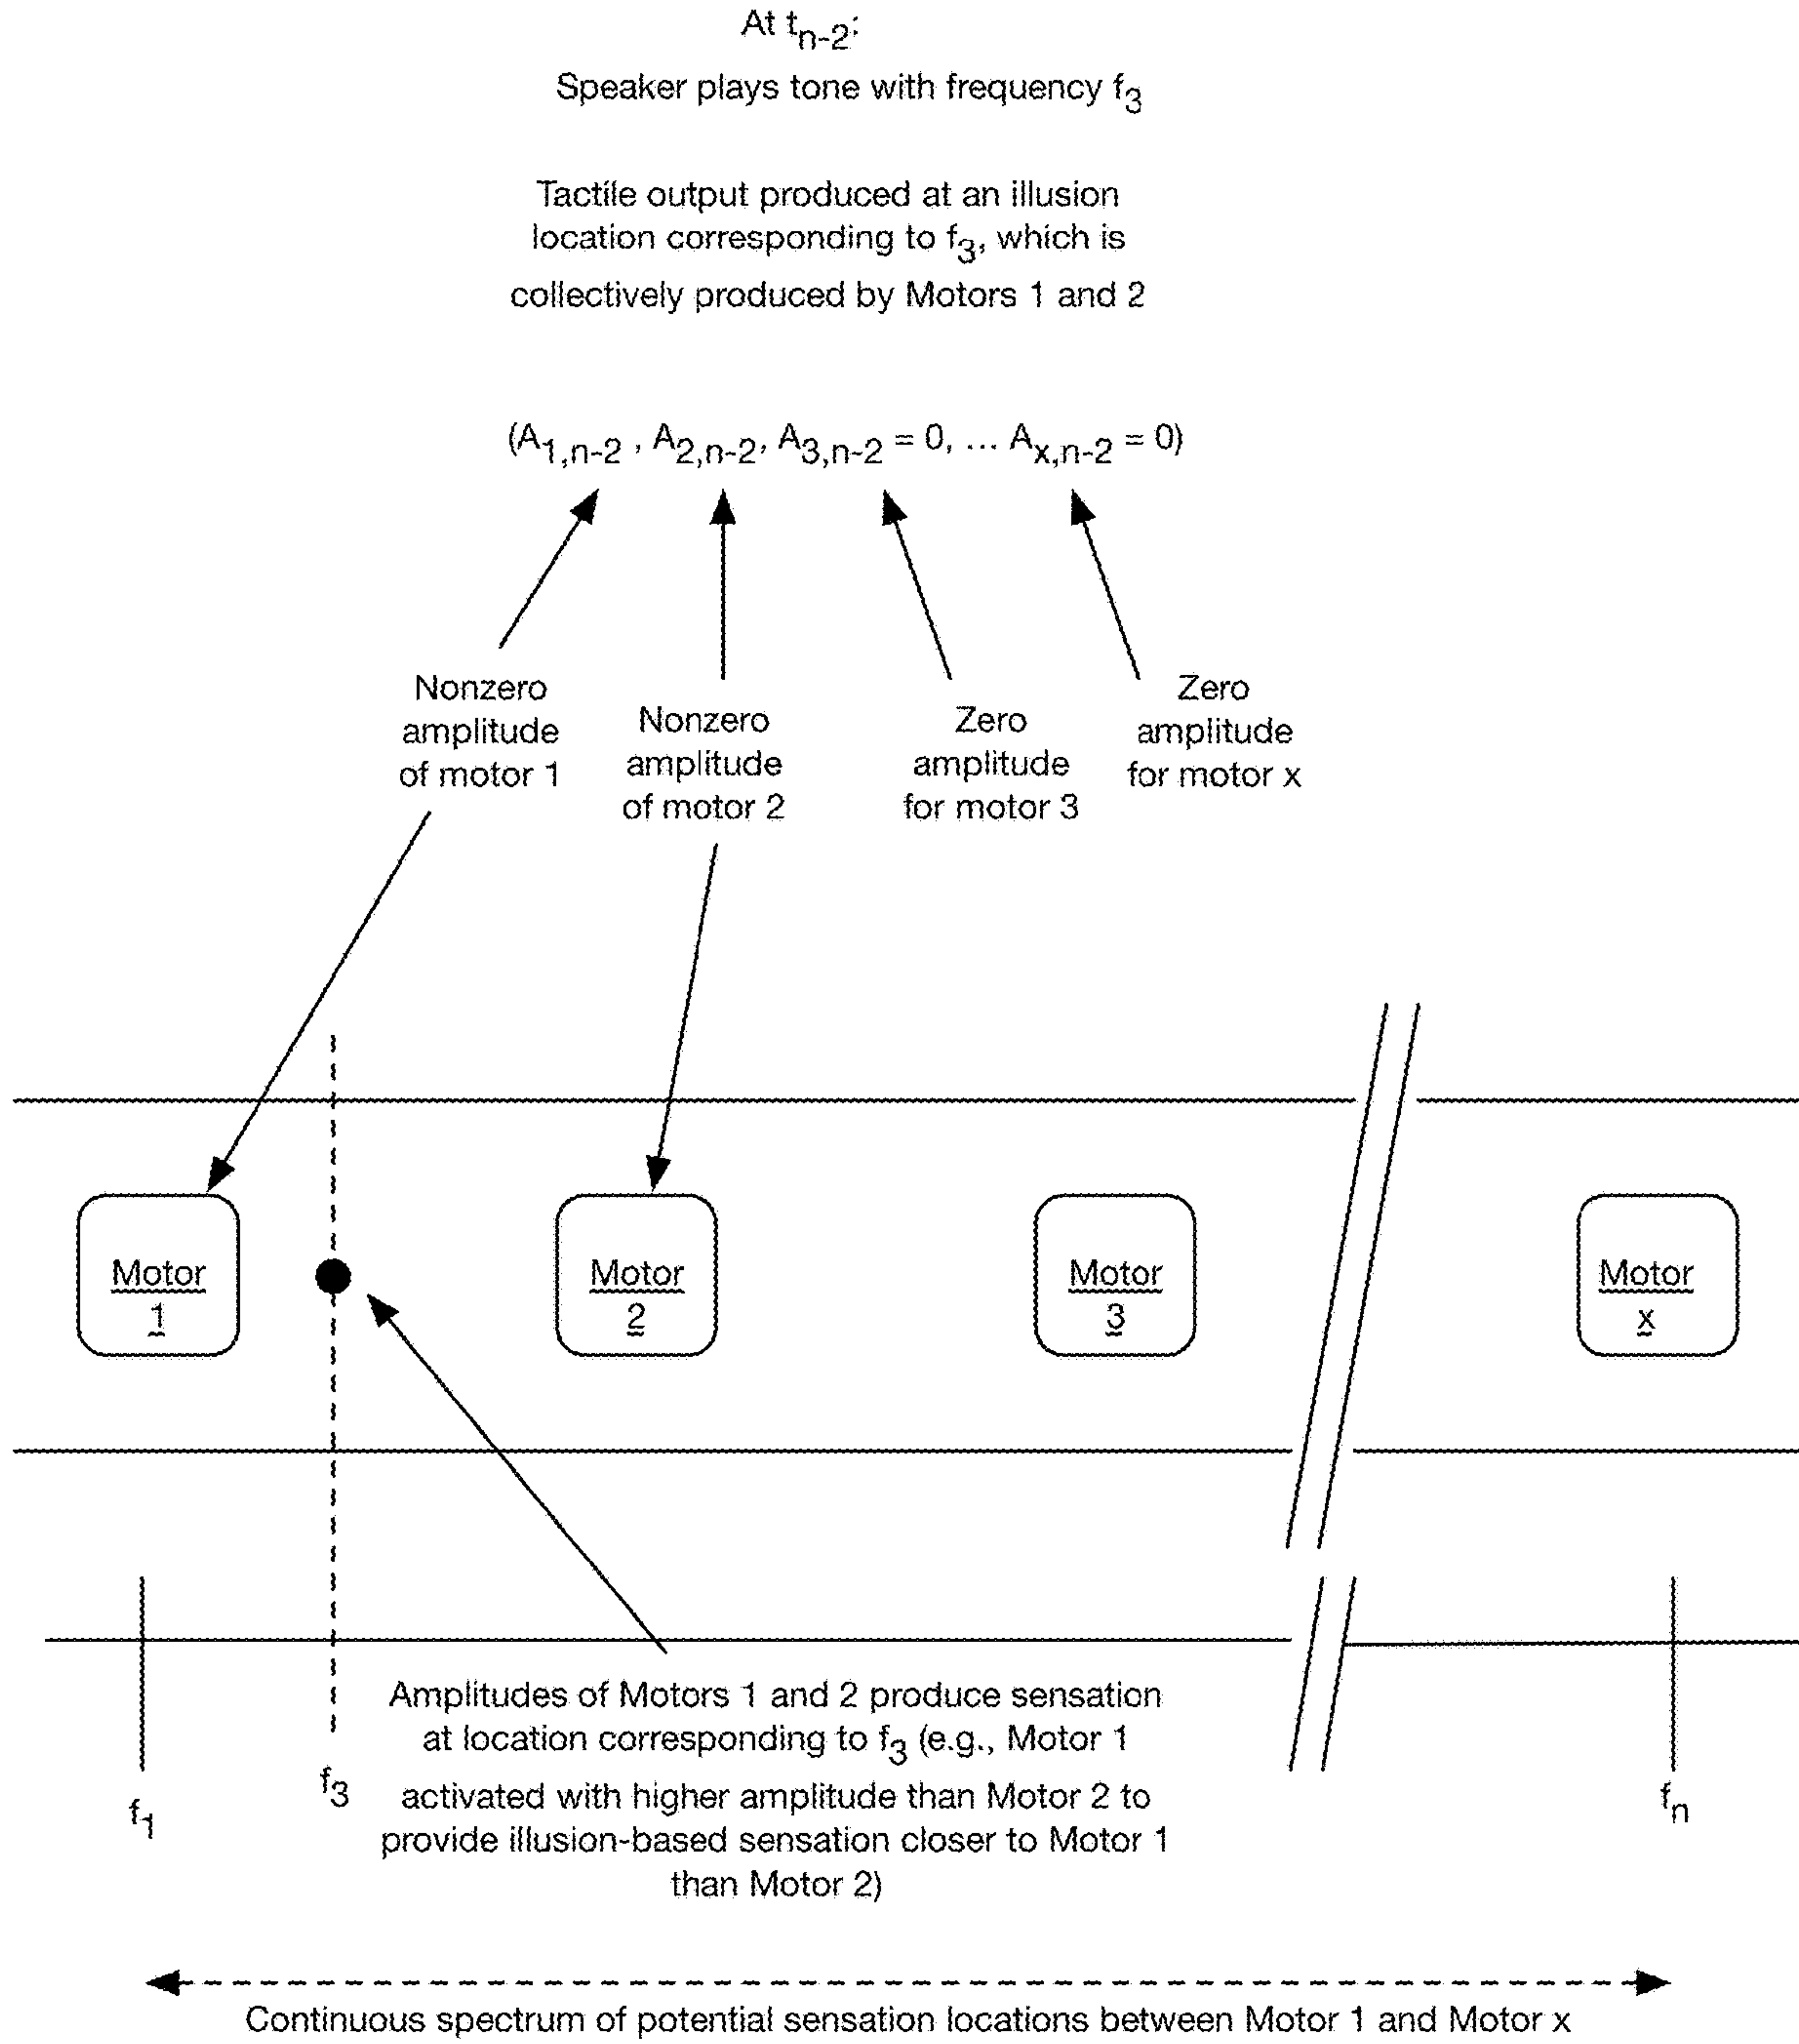 At tn-2:
Speaker plays tone with frequency f3
Tactile output produced at an illusion
location corresponding to f3, which is
collectively produced by Motors 1 and 2
(A1,n-2 , A2,n-2, A3,n-2 = 0, ... Ax,n-2 = 0)
Nonzero
amplitude
of motor 1
Nonzero
amplitude
of motor 2
Zero
amplitude
for motor 3
Zero
amplitude
for motor x
Motor
1
Motor
2
Motor
3
Motor
x
f1
f3
Amplitudes of Motors 1 and 2 produce sensation
at location corresponding to f3 (e.g., Motor 1
activated with higher amplitude than Motor 2 to
provide illusion-based sensation closer to Motor 1
than Motor 2)
fn
Continuous spectrum of potential sensation locations between Motor 1 and Motor x